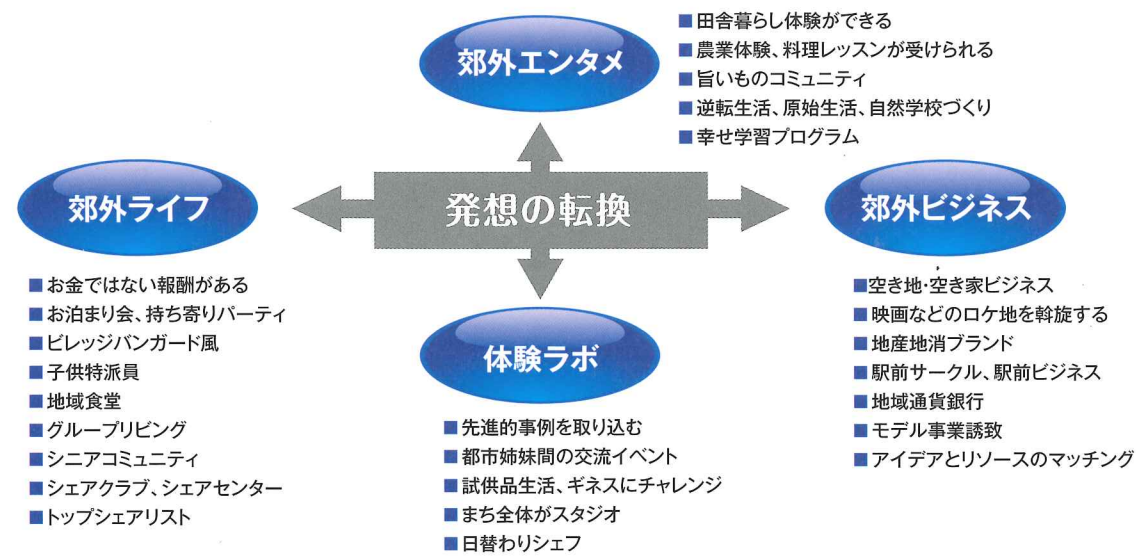 郊外エンタメ
■田舎暮らし体験ができる
■農業体験、料理レッスンが受けられる
■旨いものコミュニティ
■逆転生活、原始生活、自然学校づくり
■幸せ学習プログラム
発想の転換
郊外ライフ
■お金ではない報酬がある
■お泊まり会、持ち寄りパーティ
■ビレッジバンガード風
■子供特派員
■地域食堂
■グループリビング
■シニアコミュニティ
■シェアクラブ、シェアセンター
■トップシェアリスト
体験ラボ
■先進的事例を取り込む
■都市姉妹間の交流イベント
■試供品生活、ギネスにチャレンジ
■まち全体がスタジオ
■日替わりシェフ
郊外ビジネス
■空き地・空き家ビジネス
■映画などのロケ地を斡旋する
■地産地消ブランド
■駅前サークル、駅前ビジネス
■地域通貨銀行
■モデル事業誘致
■アイデアとリソースのマッチング